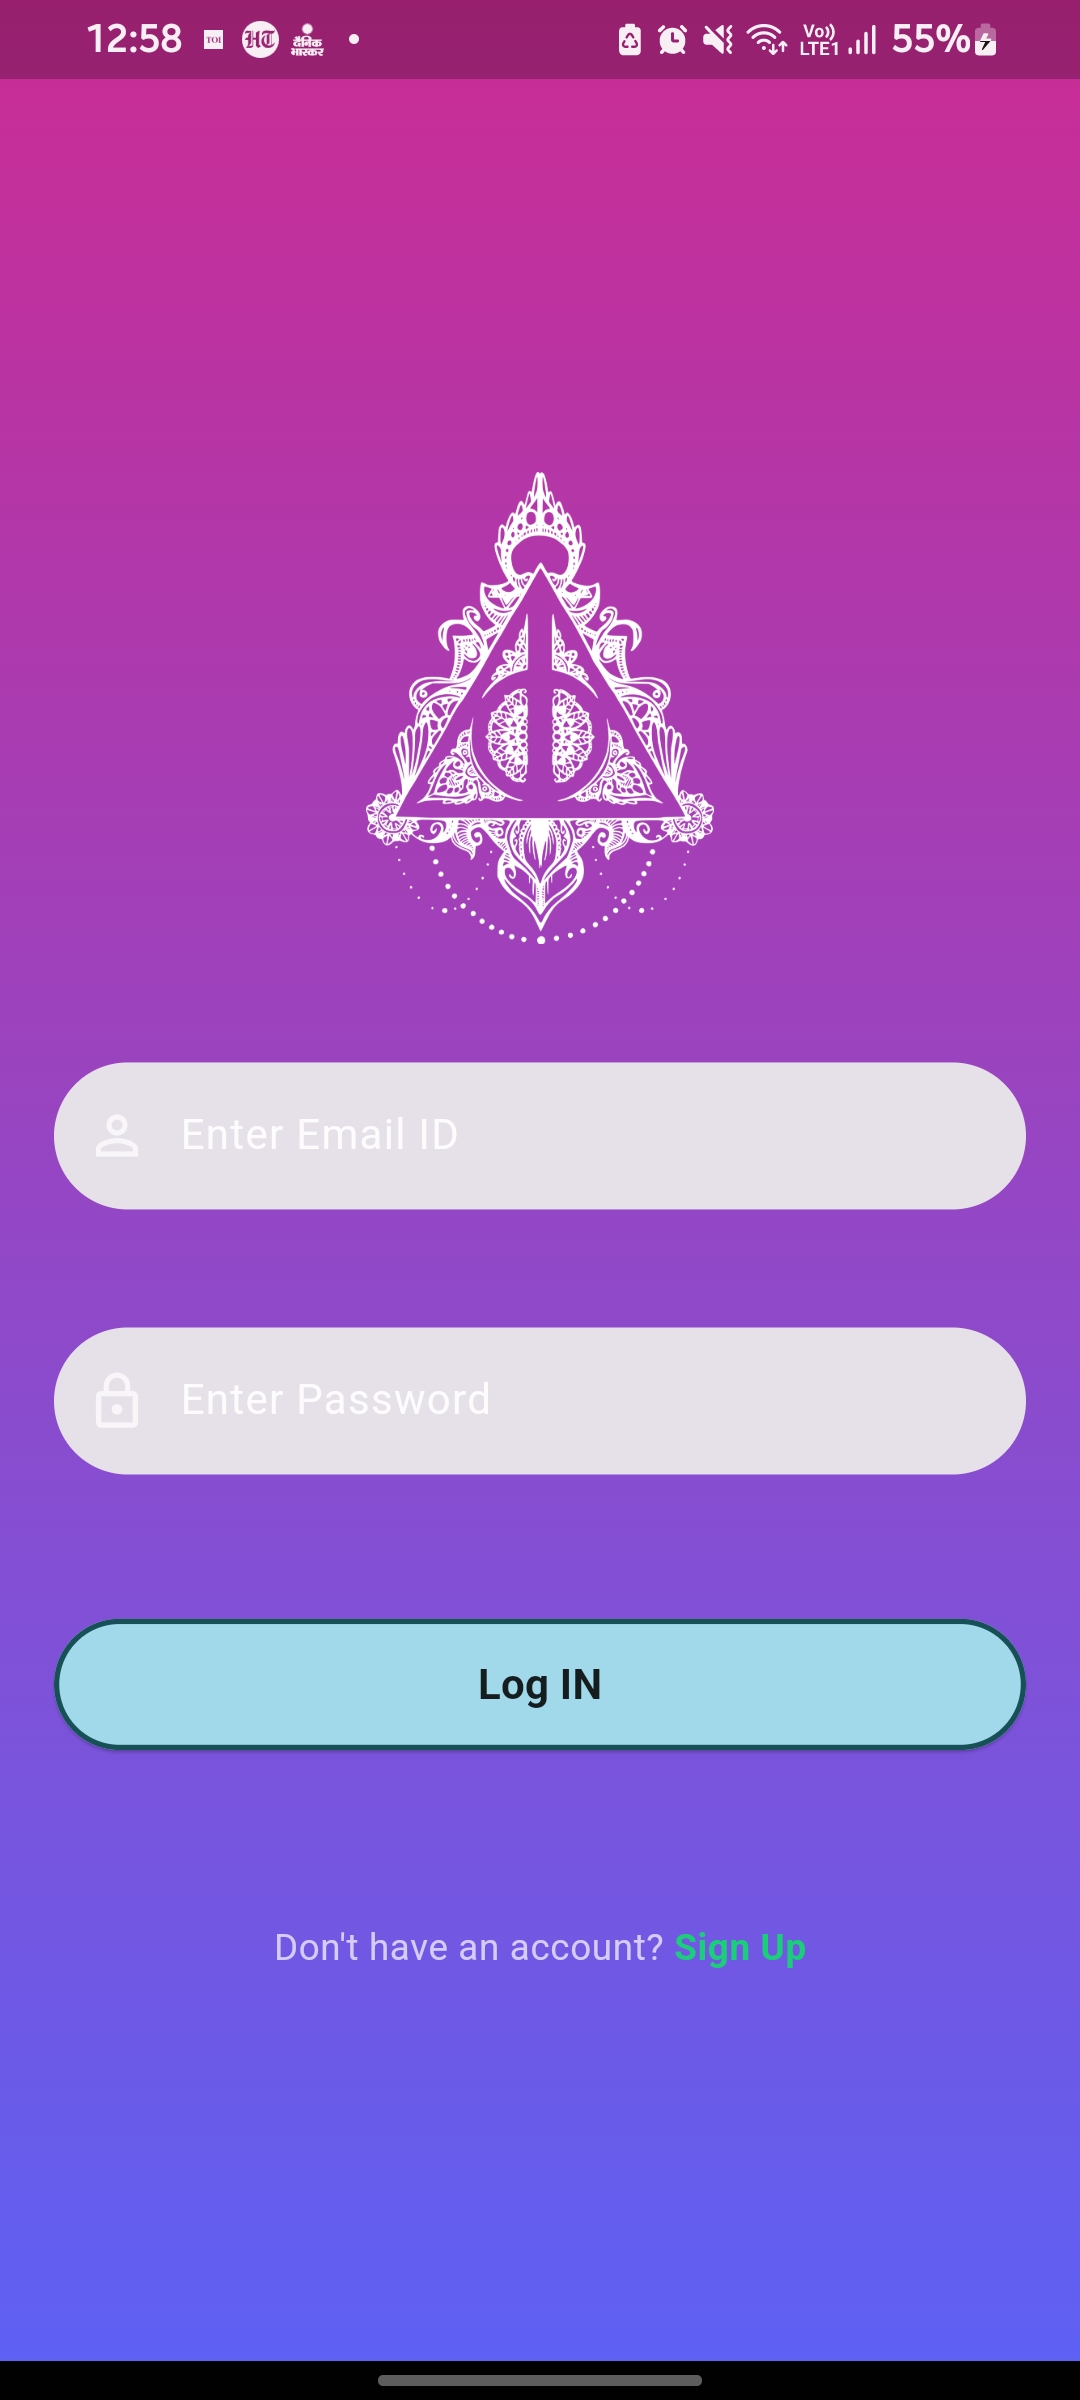 12:58 TOI HT दैनिक भास्कर Vo)) LTE1 55%
Enter Email ID
Enter Password
Log IN
Don't have an account? Sign Up